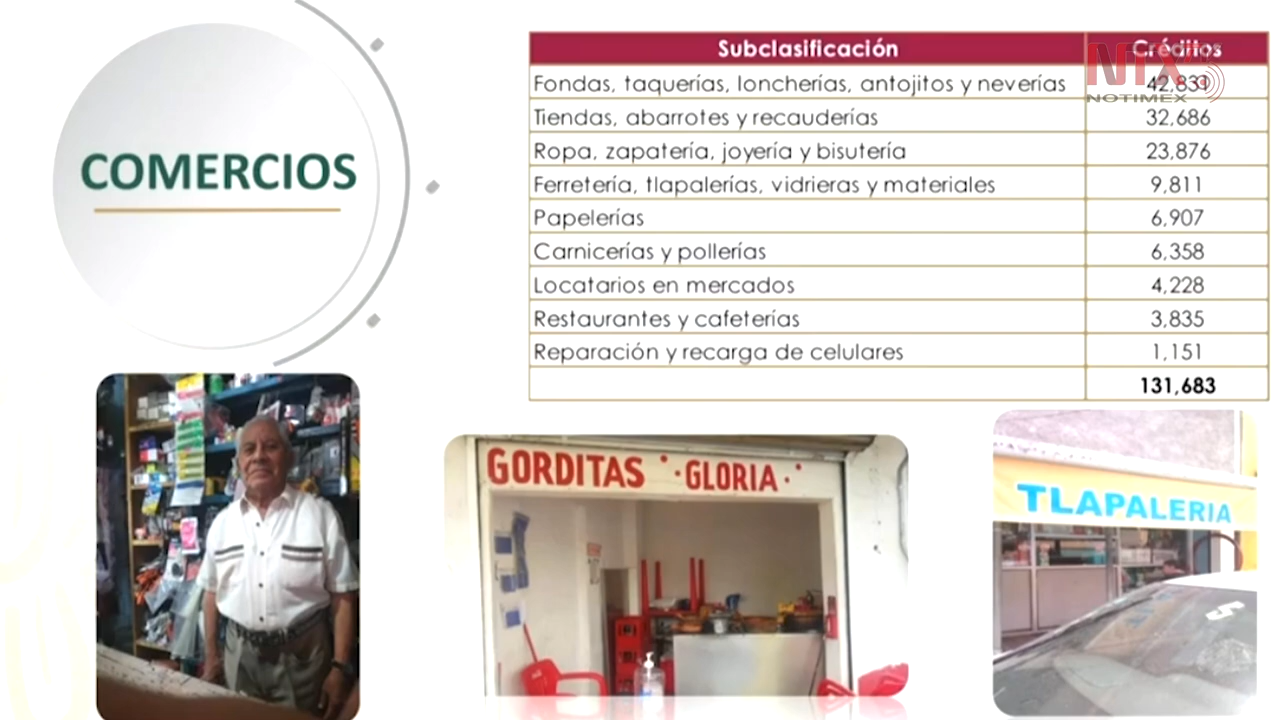 COMERCIOS
Subclasificación Créditos
Fondas, taquerías, loncherías, antojitos y neverías 42,831
Tiendas, abarrotes y recauderías 32,686
Ropa, zapatería, joyería y bisutería 23,876
Ferretería, tlapalerías, vidrieras y materiales 9,811
Papelerías 6,907
Carnicerías y pollerías 6,358
Locatarios en mercados 4,228
Restaurantes y cafeterías 3,835
Reparación y recarga de celulares 1,151
131,683
NTX
NOTIMEX
GORDITAS GLORIA
TLAPALERIA